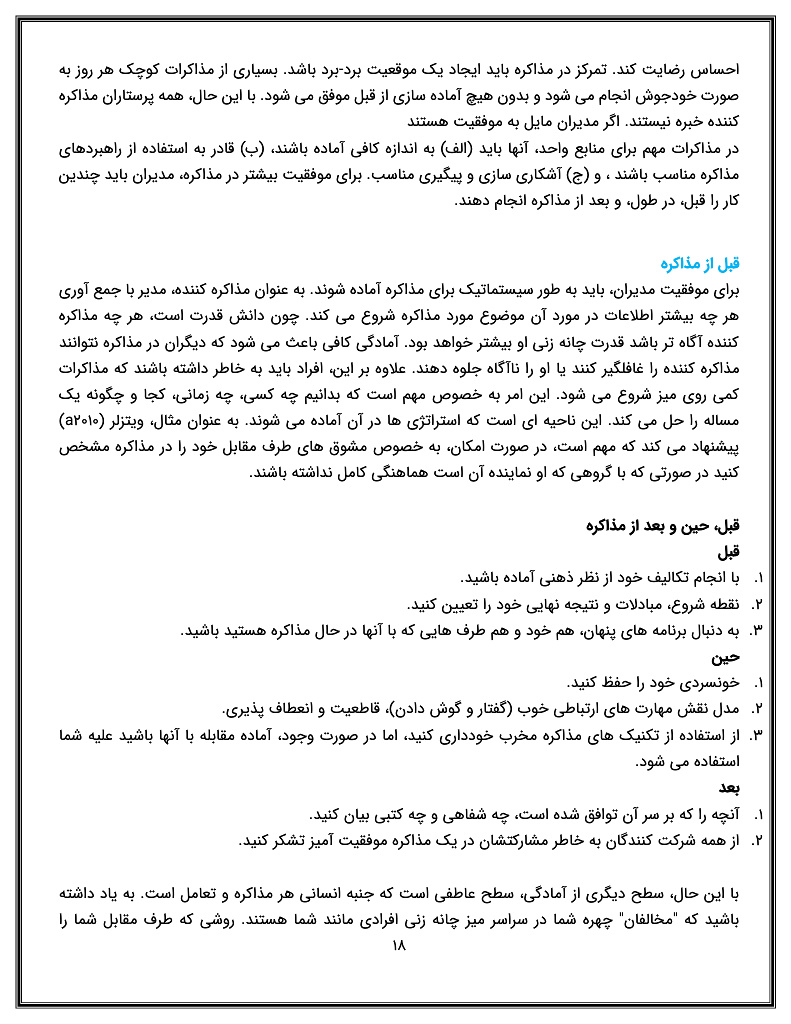 احساس رضایت کند. تمرکز در مذاکره باید ایجاد یک موقعیت برد-برد باشد. بسیاری از مذاکرات کوچک هر روز به
صورت خودجوش انجام می شود و بدون هیچ آماده سازی از قبل موفق می شود. با این حال، همه پرستاران مذاکره
کننده خبره نیستند. اگر مدیران مایل به موفقیت هستند
در مذاکرات مهم برای منابع واحد، آنها باید (الف) به اندازه کافی آماده باشند، (ب) قادر به استفاده از راهبردهای
مذاکره مناسب باشند ، و (ج) آشکاری سازی و پیگیری مناسب. برای موفقیت بیشتر در مذاکره، مدیران باید چندین
کار را قبل، در طول، و بعد از مذاکره انجام دهند.
قبل از مذاکره
برای موفقیت مدیران، باید به طور سیستماتیک برای مذاکره آماده شوند. به عنوان مذاکره کننده، مدیر با جمع آوری
هر چه بیشتر اطلاعات در مورد آن موضوع مورد مذاکره شروع می کند. چون دانش قدرت است، هر چه مذاکره
کننده آگاه تر باشد قدرت چانه زنی او بیشتر خواهد بود. آمادگی کافی باعث می شود که دیگران در مذاکره نتوانند
مذاکره کننده را غافلگیر کنند یا او را ناآگاه جلوه دهند. علاوه بر این، افراد باید به خاطر داشته باشند که مذاکرات
کمی روی میز شروع می شود. این امر به خصوص مهم است که بدانیم چه کسی، چه زمانی، کجا و چگونه یک
مساله را حل می کند. این ناحیه ای است که استراتژی ها در آن آماده می شوند. به عنوان مثال، ویتزلر (a۲۰۱۰)
پیشنهاد می کند که مهم است، در صورت امکان، به خصوص مشوق های طرف مقابل خود را در مذاکره مشخص
کنید در صورتی که با گروهی که او نماینده آن است هماهنگی کامل نداشته باشند.
قبل، حین و بعد از مذاکره
قبل
۱. با انجام تکالیف خود از نظر ذهنی آماده باشید.
۲. نقطه شروع، مبادلات و نتیجه نهایی خود را تعیین کنید.
۳. به دنبال برنامه های پنهان، هم خود و هم طرف هایی که با آنها در حال مذاکره هستید باشید.
حین
۱. خونسردی خود را حفظ کنید.
۲. مدل نقش مهارت های ارتباطی خوب (گفتار و گوش دادن)، قاطعیت و انعطاف پذیری.
۳. از استفاده از تکنیک های مذاکره مخرب خودداری کنید، اما در صورت وجود، آماده مقابله با آنها باشید علیه شما
استفاده می شود.
بعد
۱. آنچه را که بر سر آن توافق شده است، چه شفاهی و چه کتبی بیان کنید.
۲. از همه شرکت کنندگان به خاطر مشارکتشان در یک مذاکره موفقیت آمیز تشکر کنید.
با این حال، سطح دیگری از آمادگی، سطح عاطفی است که جنبه انسانی هر مذاکره و تعامل است. به یاد داشته
باشید که "مخالفان" چهره شما در سراسر میز چانه زنی افرادی مانند شما هستند. روشی که طرف مقابل شما را
۱۸